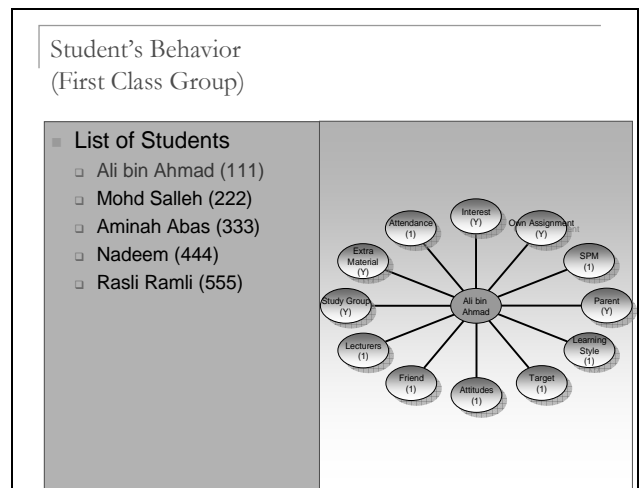 Student's Behavior
(First Class Group)
List of Students
Ali bin Ahmad (111)
Mohd Salleh (222)
Aminah Abas (333)
Nadeem (444)
Rasli Ramli (555)
Interest
(Y)
Own Assignment
(Y)
SPM
(1)
Parent
(Y)
Learning
Style
(1)
Target
(1)
Attitudes
(1)
Friend
(1)
Lecturers
(1)
Study Group
(Y)
Extra
Material
(Y)
Attendance
(1)
Ali bin
Ahmad